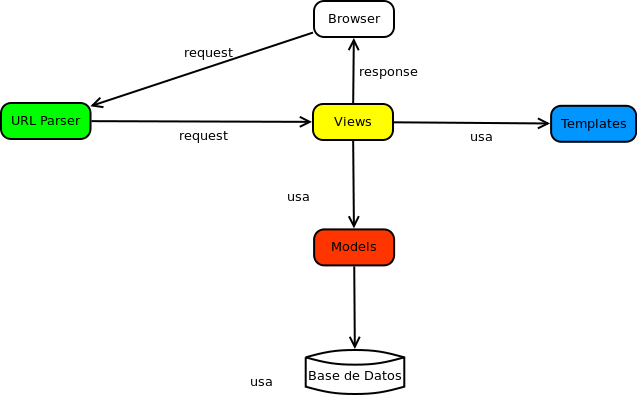 Browser
request
response
URL Parser
Views
Templates
request
usa
usa
Models
Base de Datos
usa